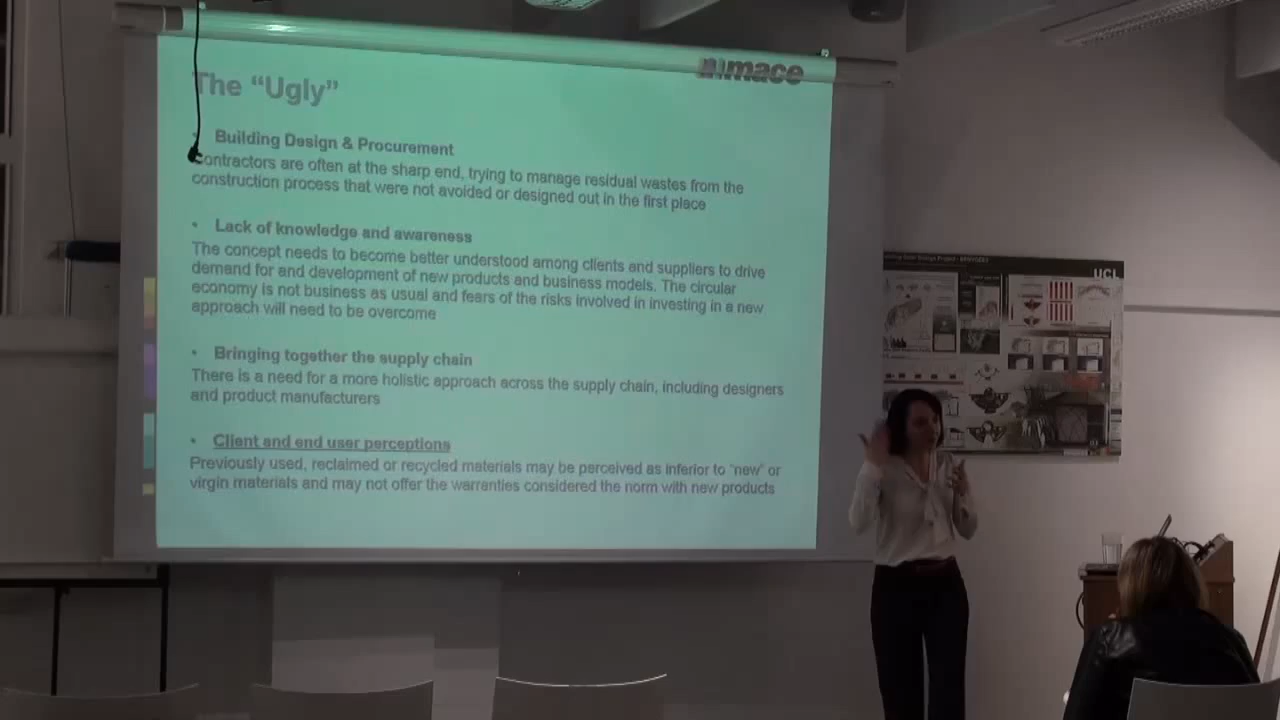 mace
The “Ugly”
• Building Design & Procurement
Contractors are often at the sharp end, trying to manage residual wastes from the
construction process that were not avoided or designed out in the first place
• Lack of knowledge and awareness
The concept needs to become better understood among clients and suppliers to drive
demand for and development of new products and business models. The circular
economy is not business as usual and fears of the risks involved in investing in a new
approach will need to be overcome
• Bringing together the supply chain
There is a need for a more holistic approach across the supply chain, including designers
and product manufacturers
• Client and end user perceptions
Previously used, reclaimed or recycled materials may be perceived as inferior to “new” or
virgin materials and may not offer the warranties considered the norm with new products
UCL